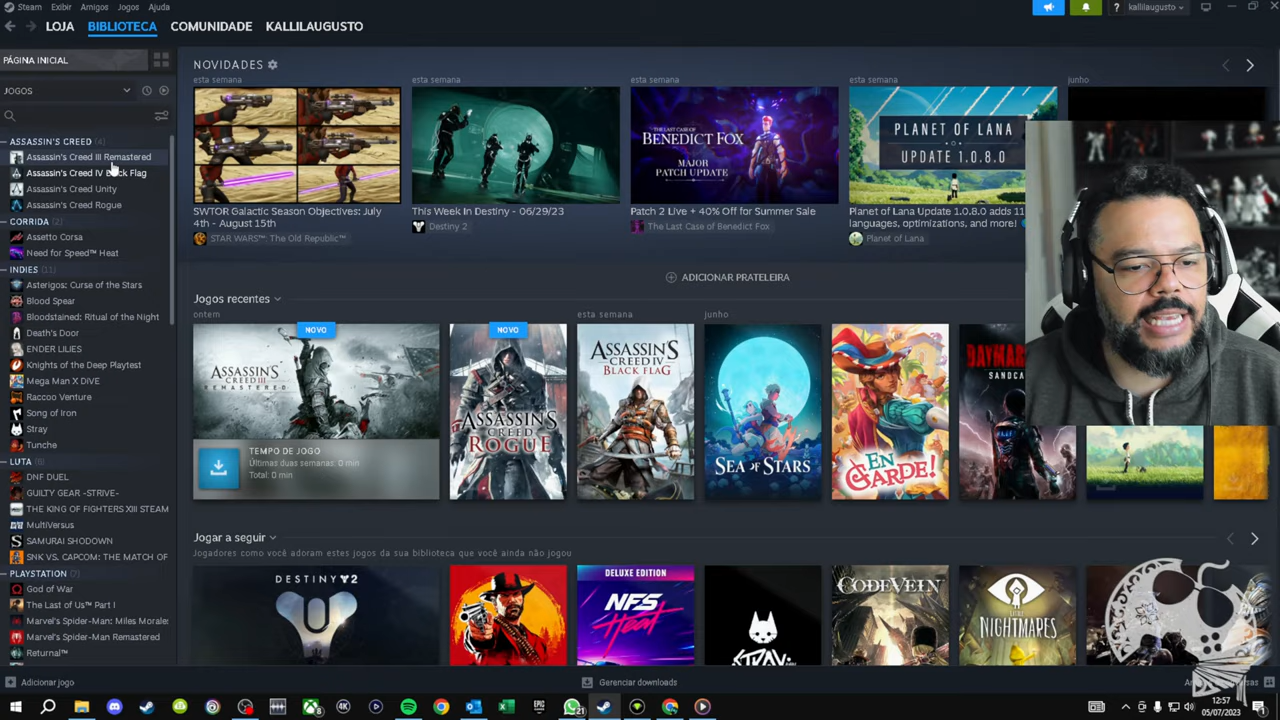 Steam Exibir Amigos Jogos Ajuda
kallilaugusto
LOJA BIBLIOTECA COMUNIDADE KALLILAUGUSTO
PÁGINA INICIAL
JOGOS
ASSASSIN'S CREED (4)
Assassin's Creed III Remastered
Assassin's Creed IV Black Flag
Assassin's Creed Unity
Assassin's Creed Rogue
CORRIDA (2)
Assetto Corsa
Need for Speed™ Heat
INDIES (11)
Asterigos: Curse of the Stars
Blood Spear
Bloodstained: Ritual of the Night
Death's Door
ENDER LILIES
Knights of the Deep Playtest
Mega Man X DiVE
Raccoo Venture
Song of Iron
Stray
Tunche
LUTA (6)
DNF DUEL
GUILTY GEAR -STRIVE-
THE KING OF FIGHTERS XIII STEAM
MultiVersus
SAMURAI SHODOWN
SNK VS. CAPCOM: THE MATCH OF
PLAYSTATION (7)
God of War
The Last of Us™ Part I
Marvel's Spider-Man: Miles Morales
Marvel's Spider-Man Remastered
Returnal™
NOVIDADES
esta semana
SWTOR Galactic Season Objectives: July
4th - August 15th
STAR WARS™: The Old Republic™
esta semana
This Week In Destiny - 06/29/23
Destiny 2
esta semana
THE LAST CASE OF
BENEDICT FOX
MAJOR
PATCH UPDATE
Patch 2 Live + 40% Off for Summer Sale
The Last Case of Benedict Fox
esta semana
PLANET OF LANA
UPDATE 1.0.8.0
Planet of Lana Update 1.0.8.0 adds 11
languages, optimizations, and more!
Planet of Lana
junho
ADICIONAR PRATELEIRA
Jogos recentes
ontem
NOVO
ASSASSIN'S
CREED III
REMASTERED
TEMPO DE JOGO
Últimas duas semanas: 0 min
Total: 0 min
NOVO
ASSASSIN'S
CREED
ROGUE
esta semana
ASSASSIN'S
CREED IV
BLACK FLAG
junho
SEA OF STARS
EN
GARDE!
DAYMARE
SANDCA
Jogar a seguir
Jogadores como você adoram estes jogos da sua biblioteca que você ainda não jogou
DESTINY 2
DELUXE EDITION
NFS
HEAT
STRAY
CODE VEIN
LITTLE
NIGHTMARES
Adicionar jogo
Gerenciar downloads
21
12:57
05/07/2023